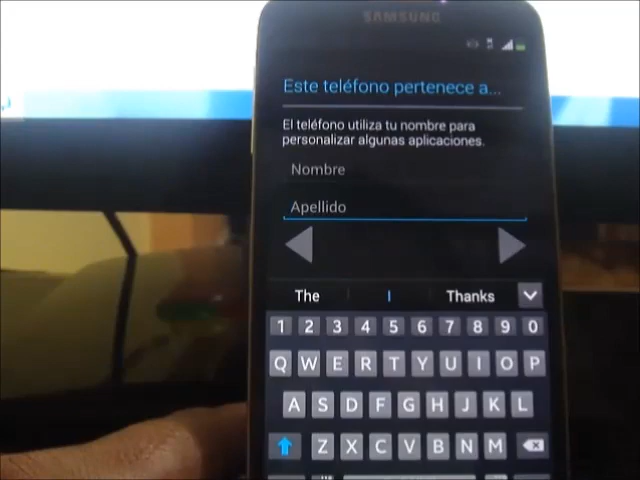 SAMSUNG
Este teléfono pertenece a...
El teléfono utiliza tu nombre para
personalizar algunas aplicaciones.
Nombre
Apellido
The I Thanks
1 2 3 4 5 6 7 8 9 0
Q W E R T Y U I O P
A S D F G H J K L
Z X C V B N M